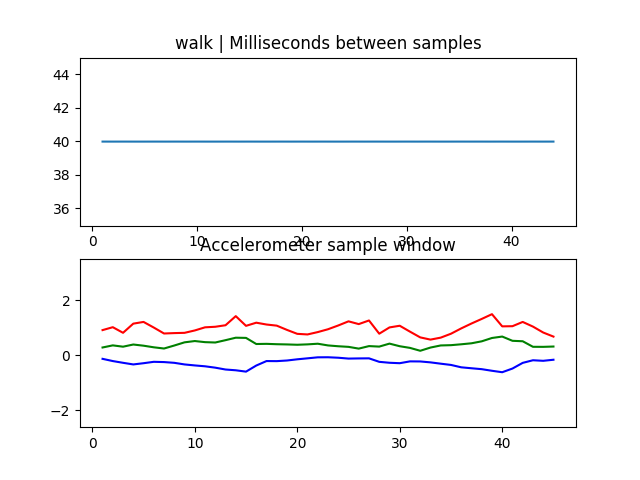 walk | Milliseconds between samples
44
42
40
38
36
0 10 20 30 40
Accelerometer sample window
2
0
−2
0 10 20 30 40